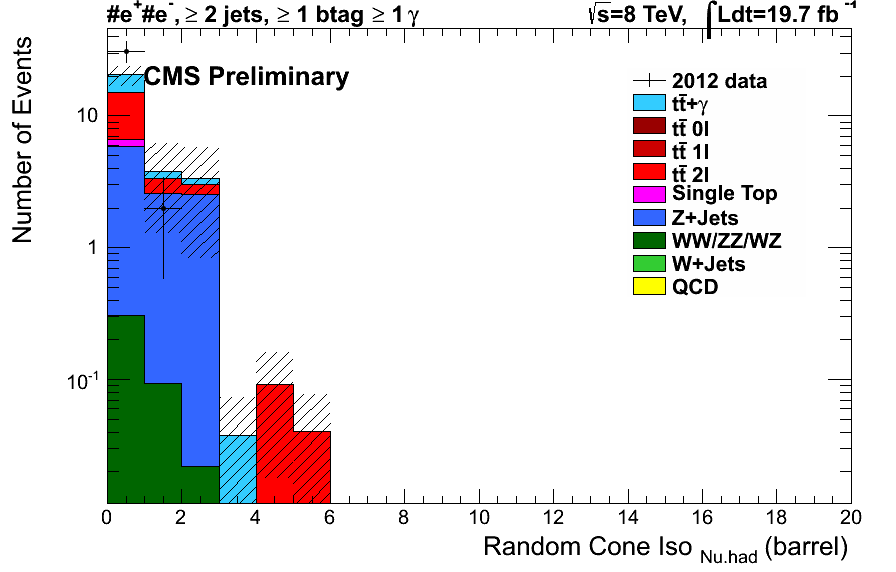 #e⁺#e⁻, ≥ 2 jets, ≥ 1 btag ≥ 1 γ
√s=8 TeV, ∫Ldt=19.7 fb⁻¹
CMS Preliminary
2012 data
tt̄+γ
tt̄ 0l
tt̄ 1l
tt̄ 2l
Single Top
Z+Jets
WW/ZZ/WZ
W+Jets
QCD
Number of Events
10
1
10⁻¹
0 2 4 6 8 10 12 14 16 18 20
Random Cone Iso Nu.had (barrel)